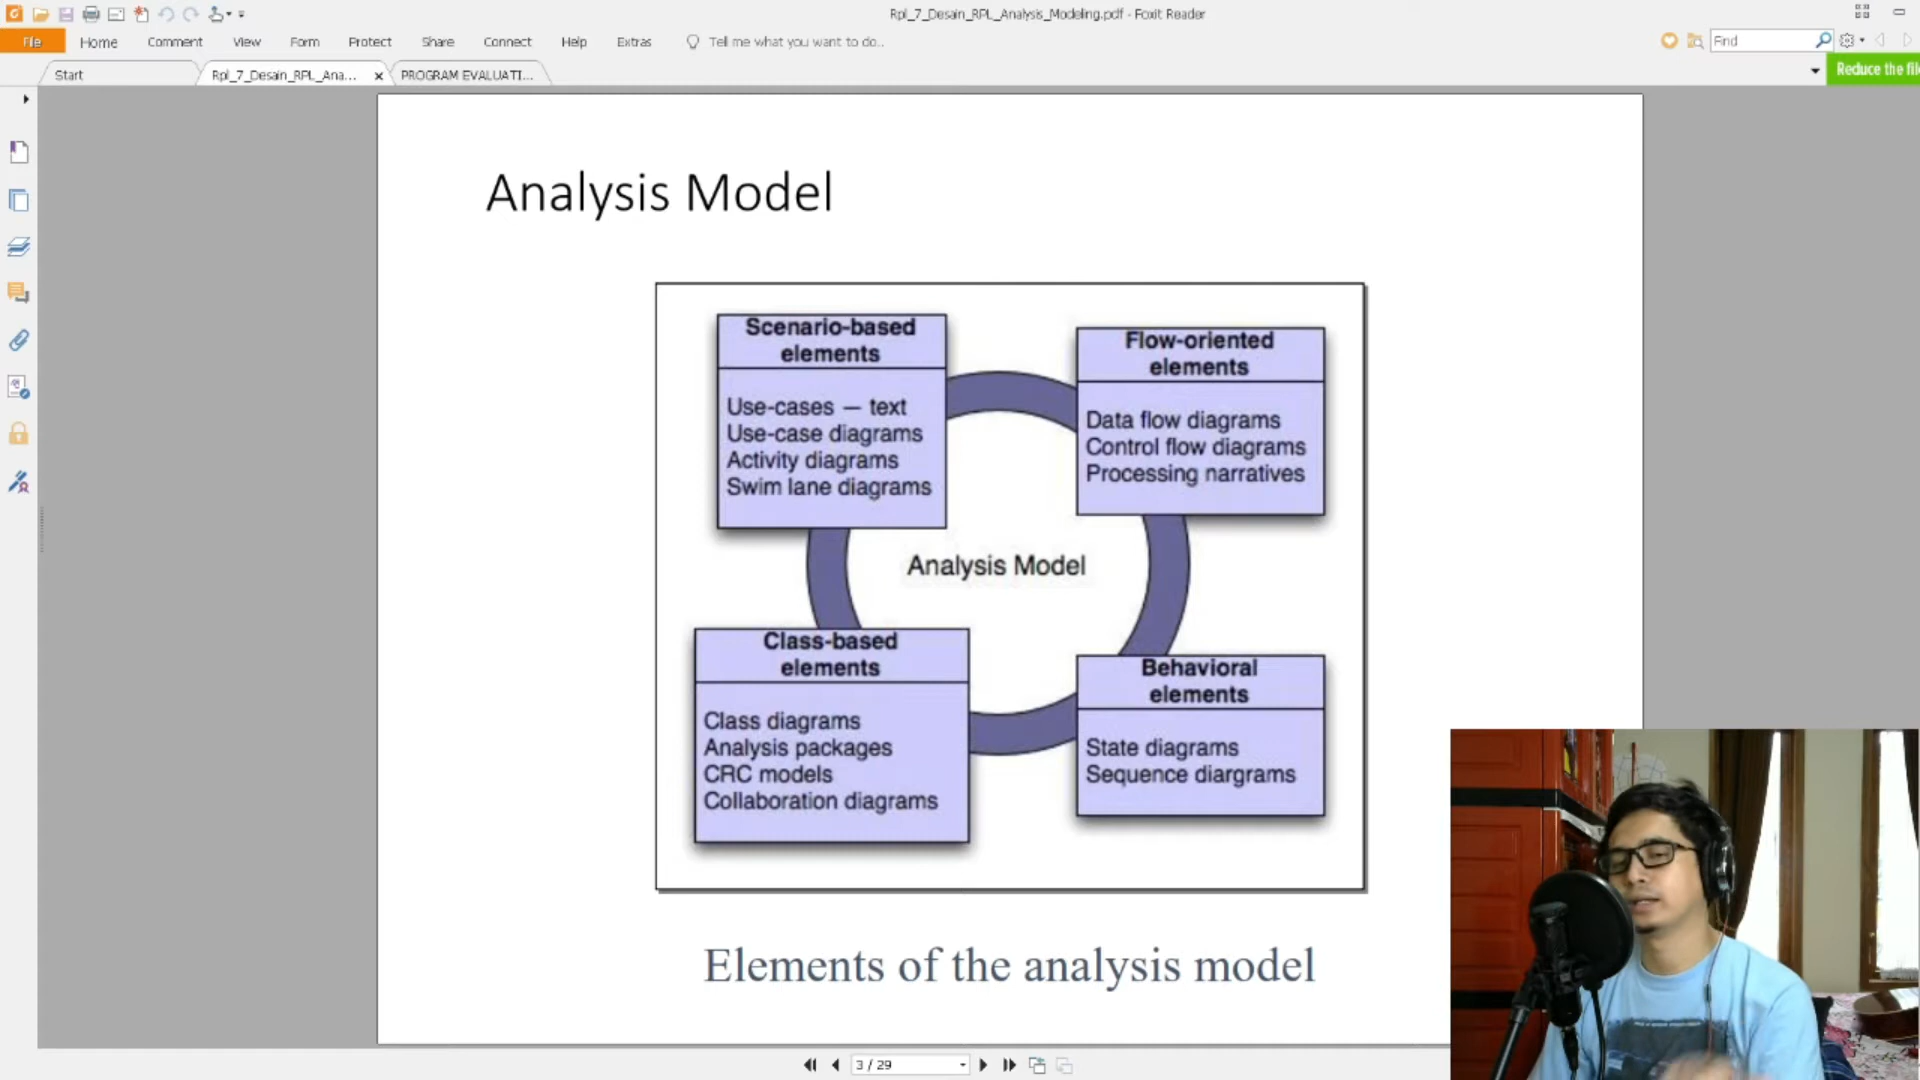 Rpl_7_Desain_RPL_Analysis_Modeling.pdf - Foxit Reader
File Home Comment View Form Protect Share Connect Help Extras Tell me what you want to do.. Find
Start Rpl_7_Desain_RPL_Ana... PROGRAM EVALUATI... Reduce the fil
Analysis Model
Scenario-based
elements
Use-cases — text
Use-case diagrams
Activity diagrams
Swim lane diagrams
Flow-oriented
elements
Data flow diagrams
Control flow diagrams
Processing narratives
Analysis Model
Class-based
elements
Class diagrams
Analysis packages
CRC models
Collaboration diagrams
Behavioral
elements
State diagrams
Sequence diargrams
Elements of the analysis model
3 / 29